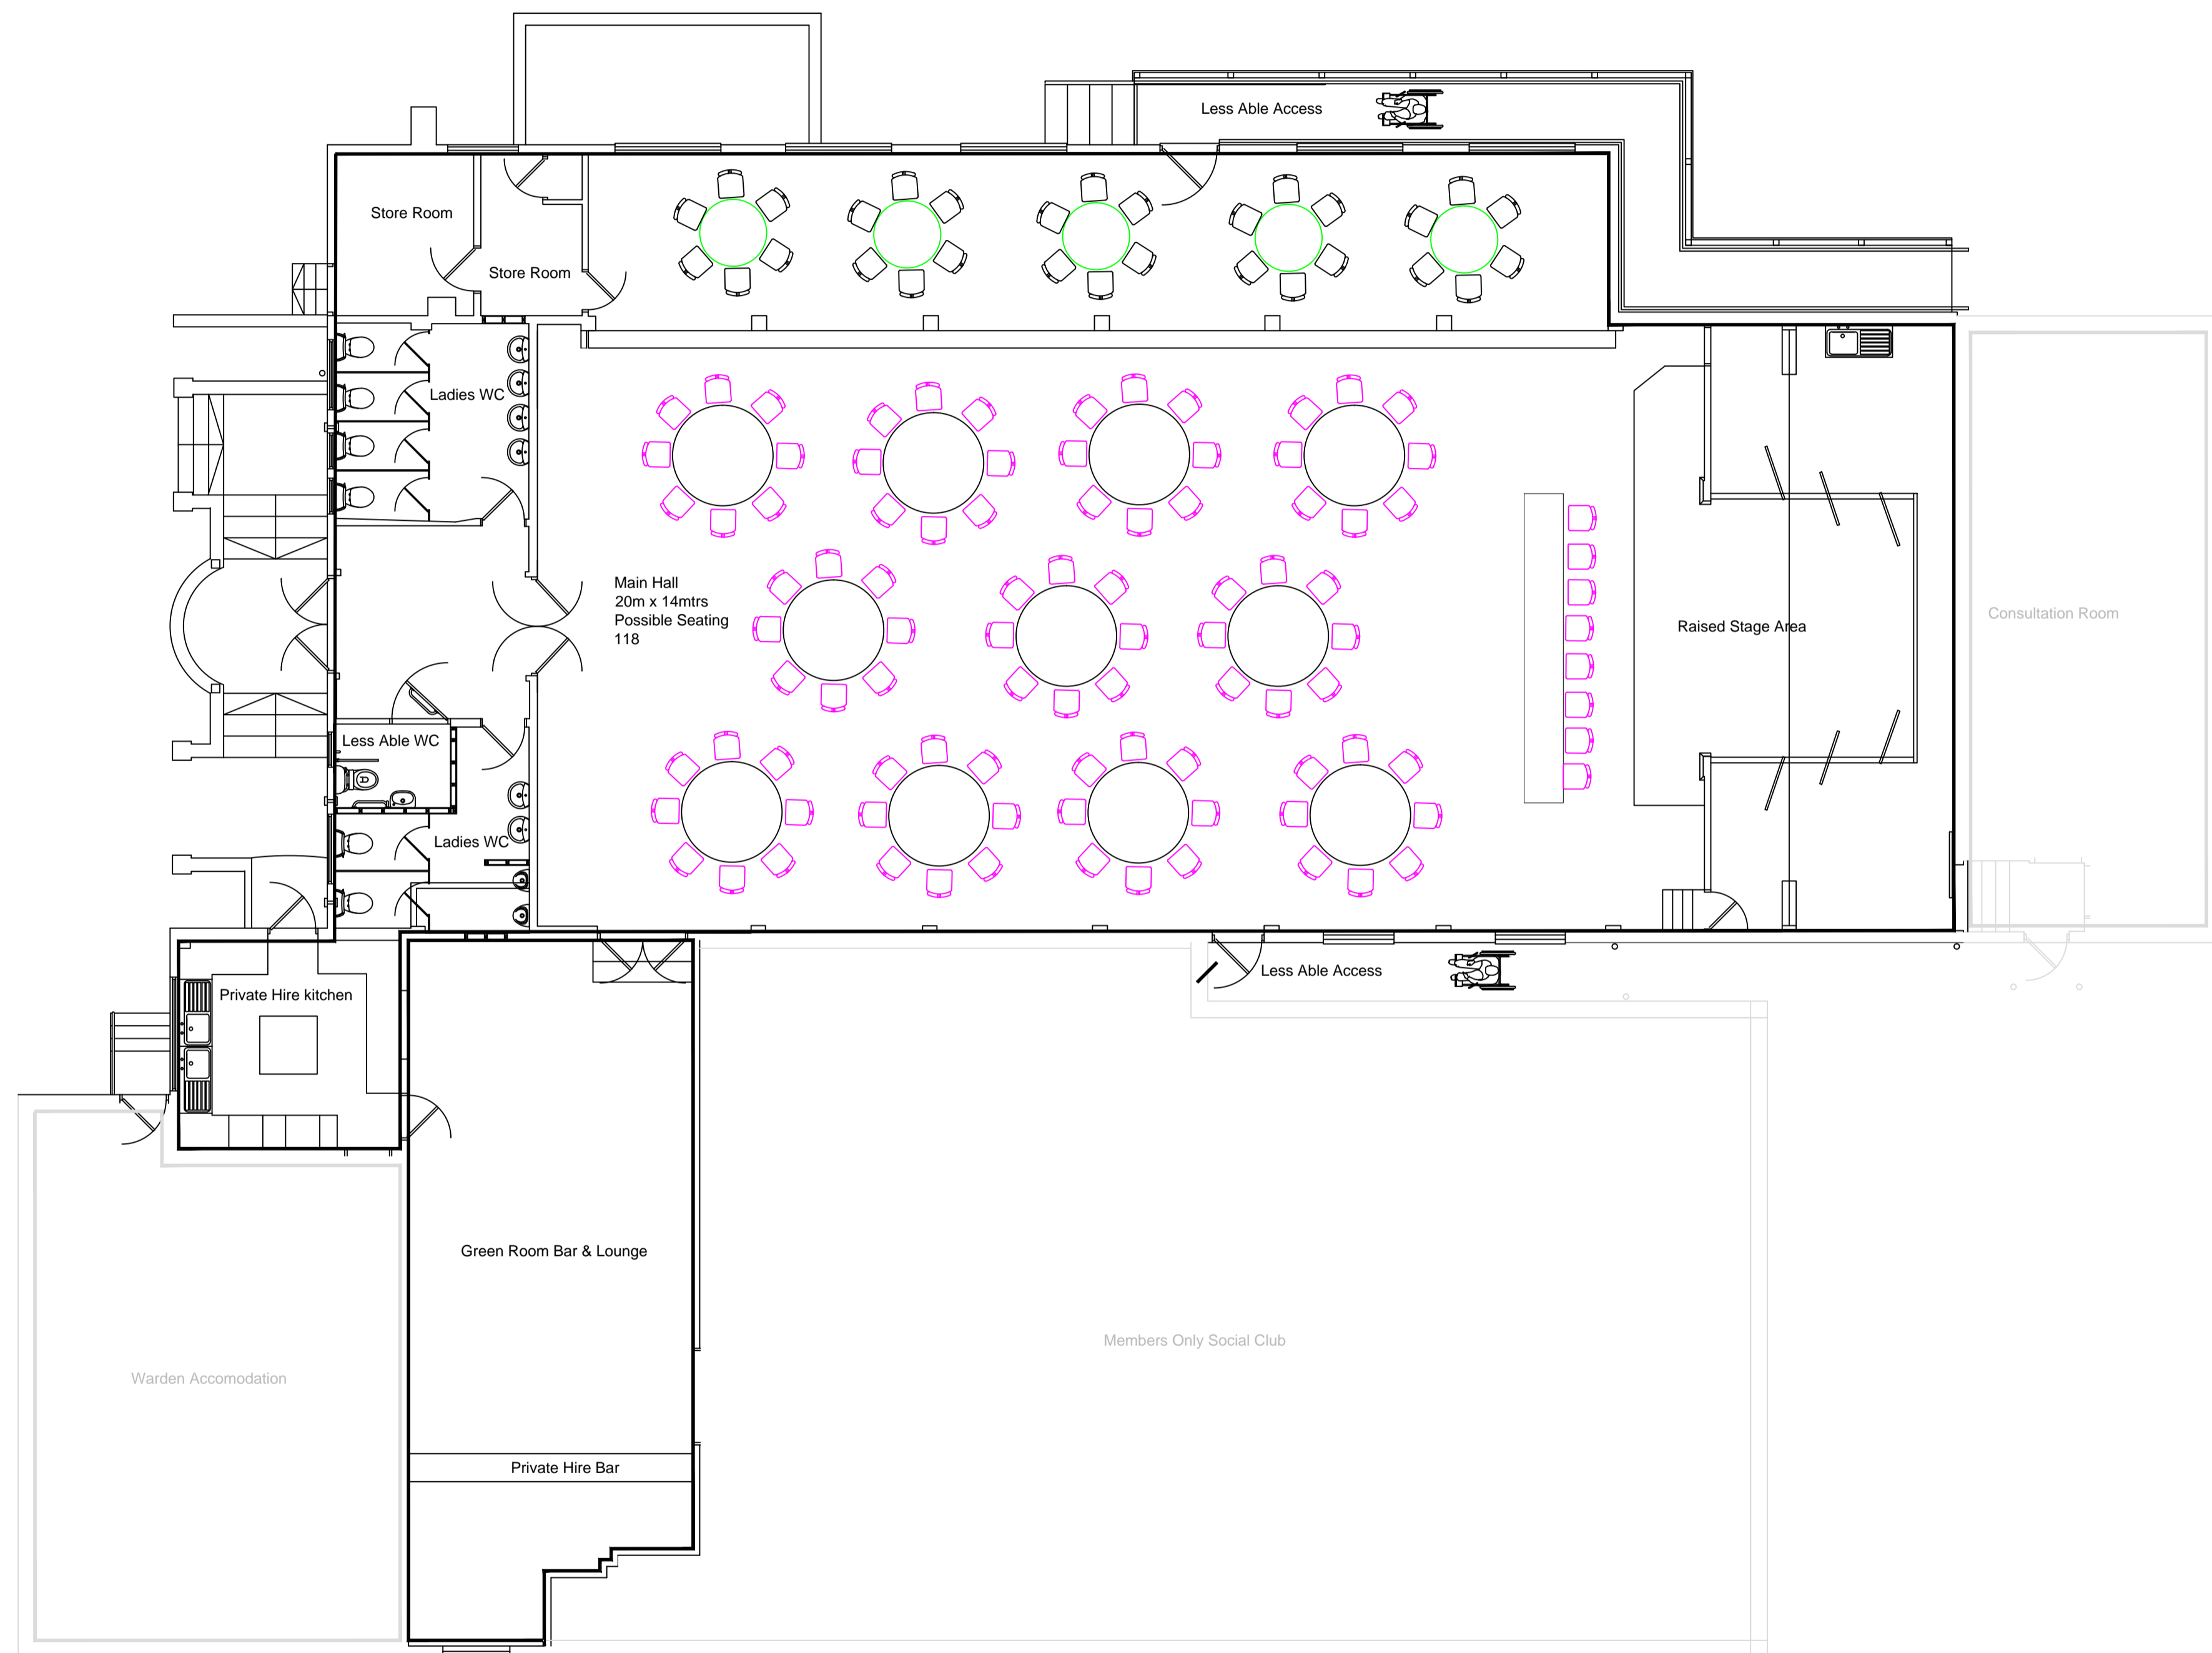 Less Able Access
Store Room
Store Room
Ladies WC
Main Hall
20m x 14mtrs
Possible Seating
118
Raised Stage Area
Consultation Room
Less Able WC
Ladies WC
Less Able Access
Private Hire kitchen
Green Room Bar & Lounge
Members Only Social Club
Warden Accomodation
Private Hire Bar